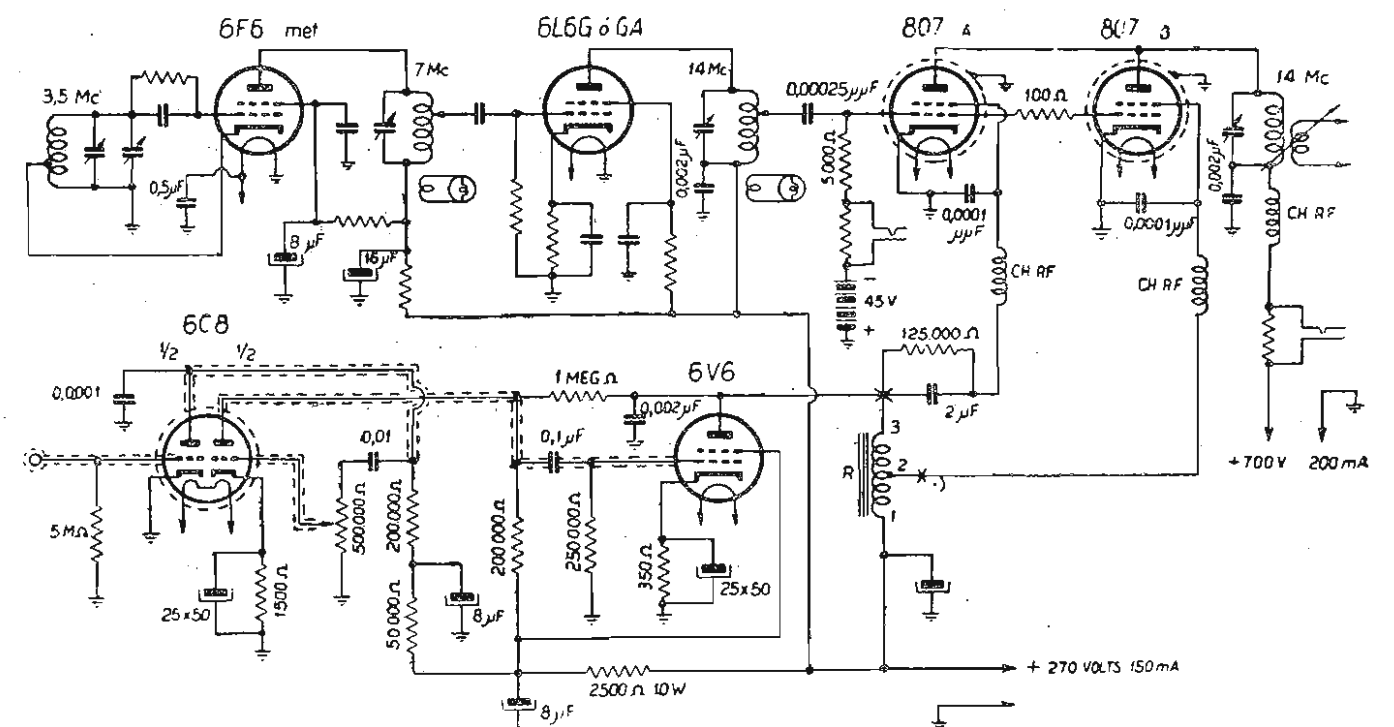 6F6 met
6L6G ó GA
807 A
807 B
3,5 Mc
7 Mc
14 Mc
0,00025 µµF
100 Ω
14 Mc
0,5 µF
8 µF
16 µF
0,002 µF
5000 Ω
0,0001 µµF
0,0001 µµF
0,002 µF
CH RF
CH RF
CH RF
45 V
−
+
125.000 Ω
2 µF
6C8
1/2
1/2
0,0001
1 MEG Ω
6V6
0,002 µF
0,01
0,1 µF
3
R
2
1
+700 V
200 mA
5 MΩ
500.000 Ω
200.000 Ω
200.000 Ω
250.000 Ω
350 Ω
25×50
25×50
1500 Ω
50.000 Ω
8 µF
2500 Ω 10W
8 µF
+ 270 VOLTS 150 mA